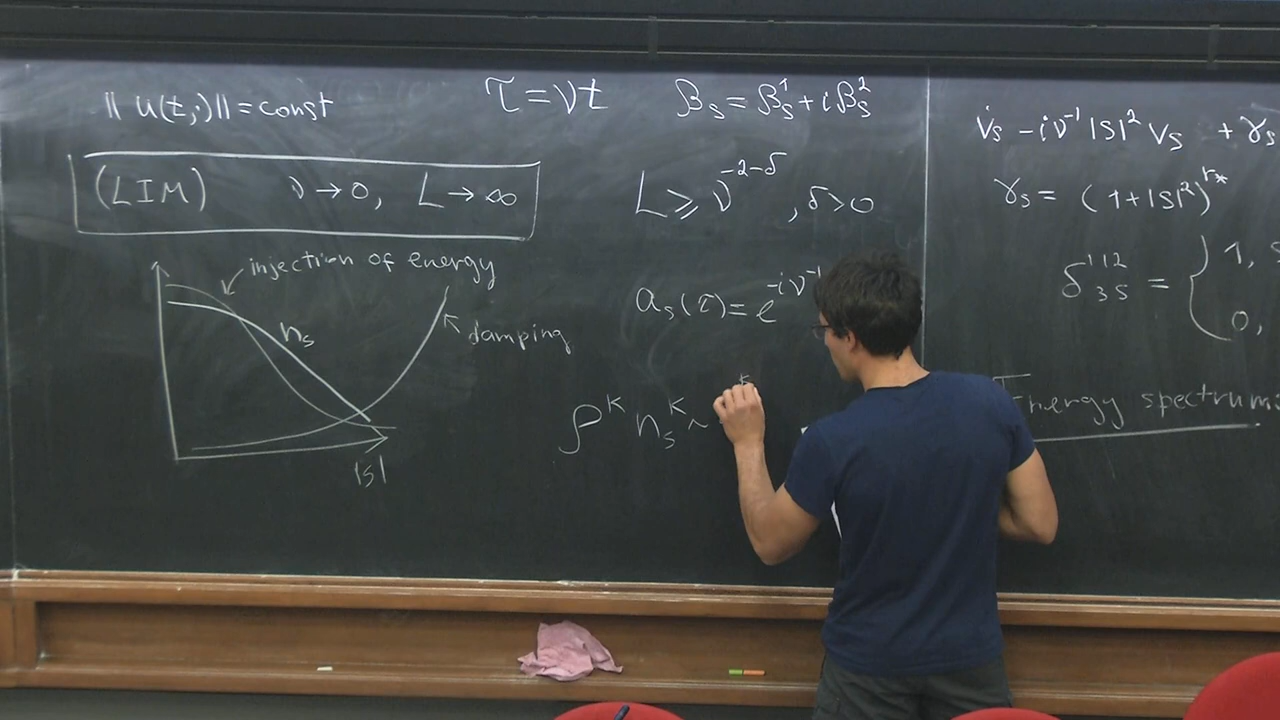 ‖u(t,·)‖ = const
(LIM) ν → 0, L → ∞
injection of energy
n_s
damping
|s|
τ = νt
β_s = β_s^1 + iβ_s^2
L ⩾ ν^{-2-δ}, δ>0
a_s(τ) = e^{-iν^{-1}
ρ^k n_s^k ~
v̇_s - iν^{-1}|s|^2 v_s + γ_s
γ_s = (1+|s|^2)^{r_*}
δ^{12}_{3s} = { 1,
0,
Energy spectrum: